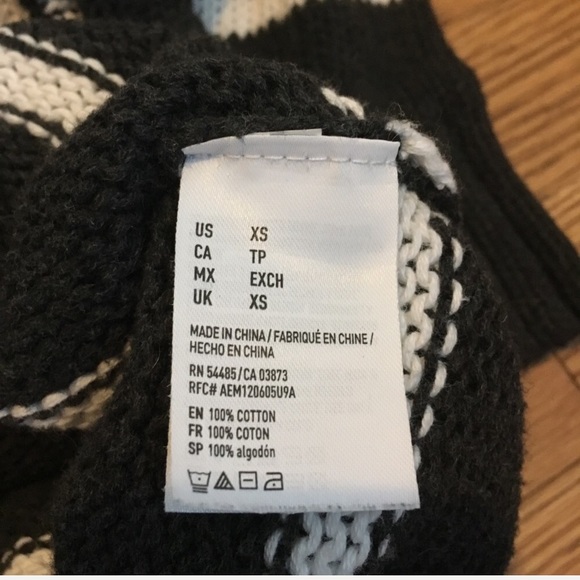 US XS
CA TP
MX EXCH
UK XS
MADE IN CHINA / FABRIQUÉ EN CHINE /
HECHO EN CHINA
RN 54485 / CA 03873
RFC# AEM120605U9A
EN 100% COTTON
FR 100% COTON
SP 100% algodón